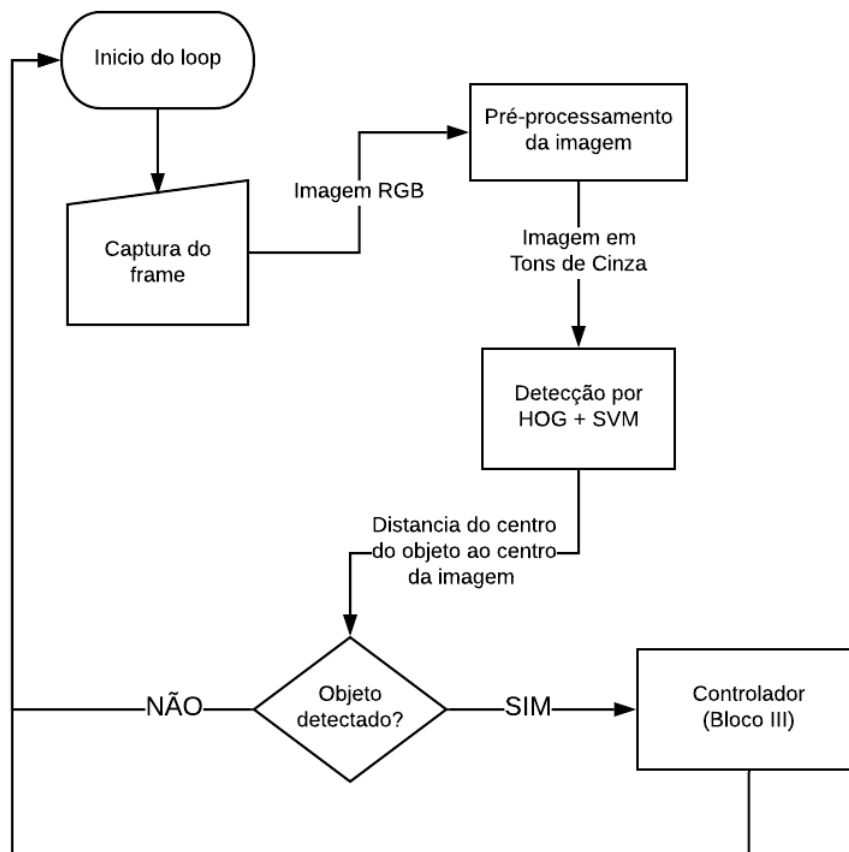 Inicio do loop
Captura do
frame
Imagem RGB
Pré-processamento
da imagem
Imagem em
Tons de Cinza
Detecção por
HOG + SVM
Distancia do centro
do objeto ao centro
da imagem
Objeto
detectado?
NÃO
SIM
Controlador
(Bloco III)